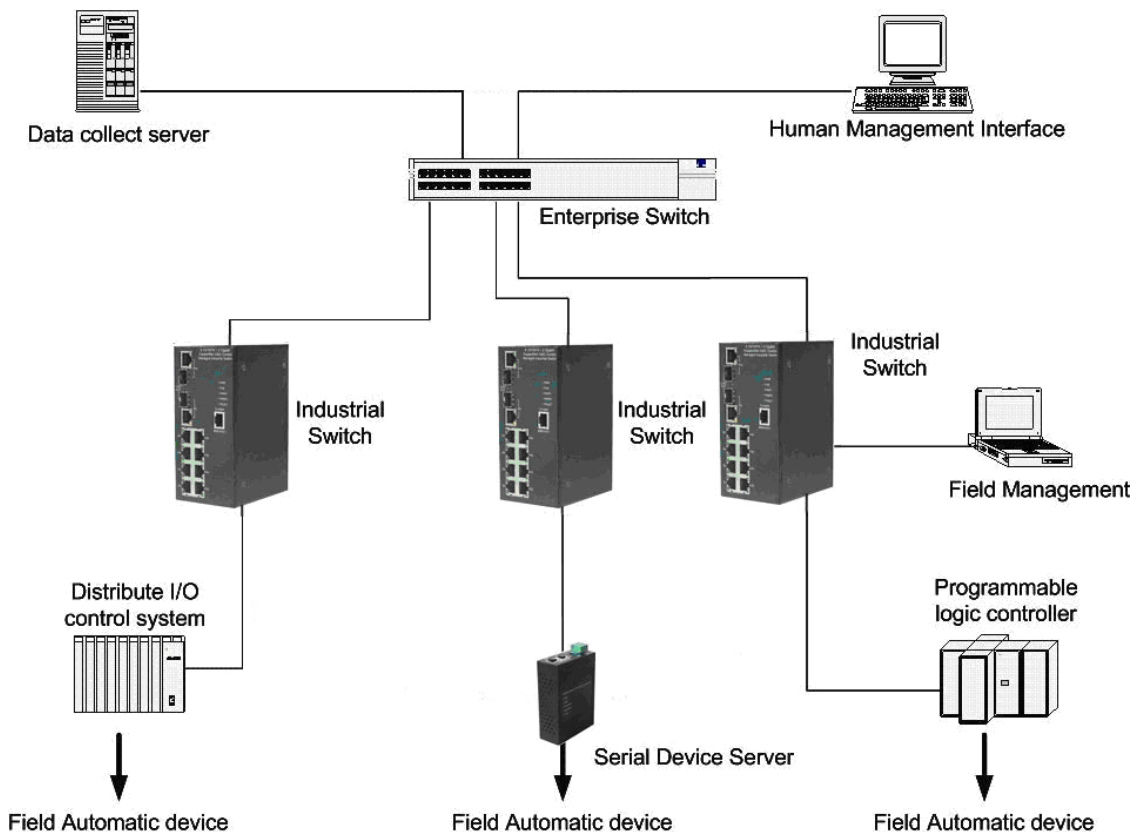 Data collect server
Human Management Interface
Enterprise Switch
Industrial
Switch
Industrial
Switch
Industrial
Switch
Field Management
Distribute I/O
control system
Programmable
logic controller
Serial Device Server
Field Automatic device
Field Automatic device
Field Automatic device